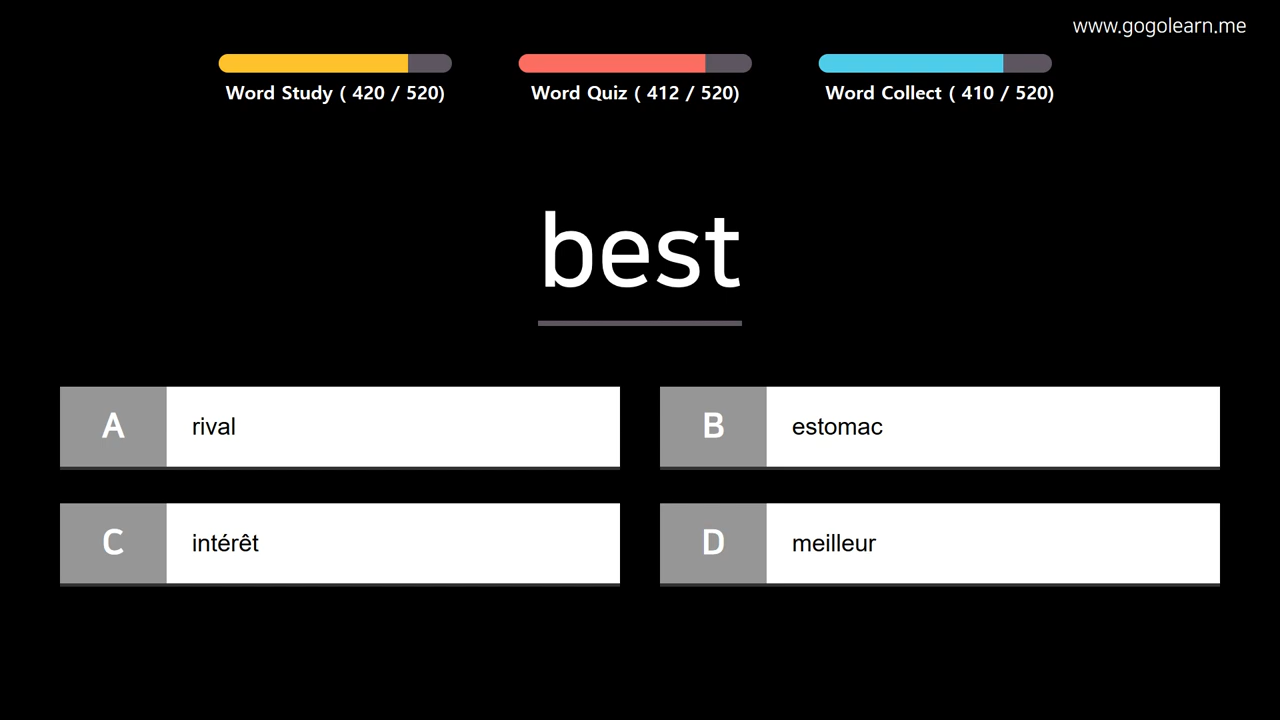 www.gogolearn.me
Word Study ( 420 / 520)
Word Quiz ( 412 / 520)
Word Collect ( 410 / 520)
best
A rival
B estomac
C intérêt
D meilleur